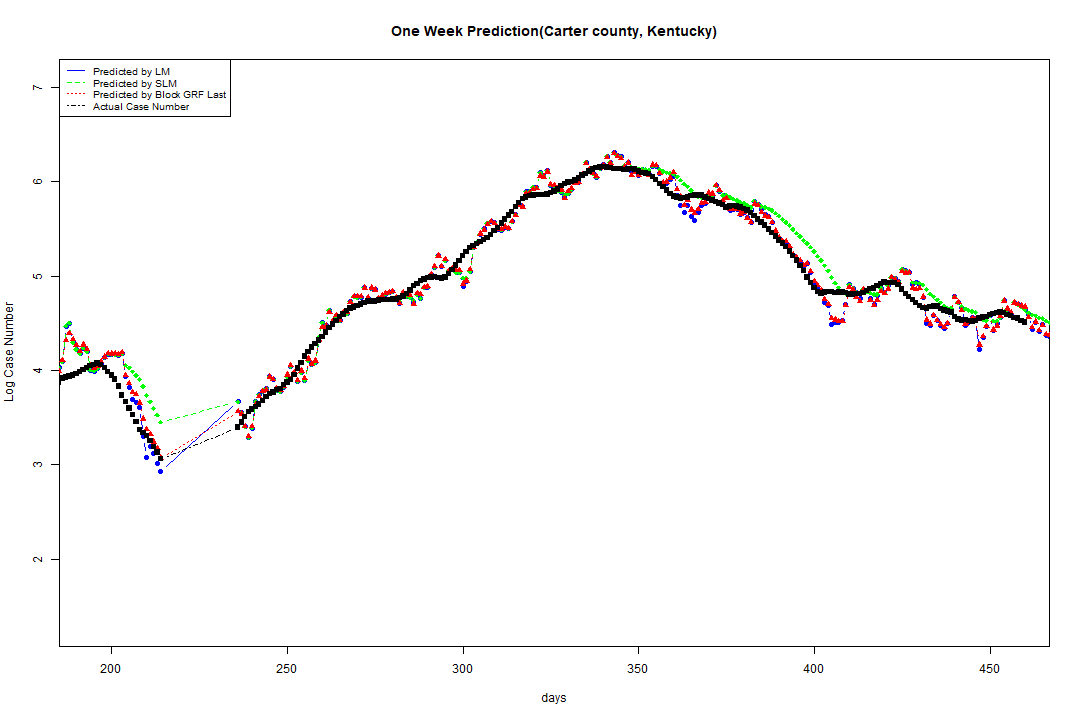 One Week Prediction(Carter county, Kentucky)
Predicted by LM
Predicted by SLM
Predicted by Block GRF Last
Actual Case Number
7
6
5
4
3
2
Log Case Number
200 250 300 350 400 450
days